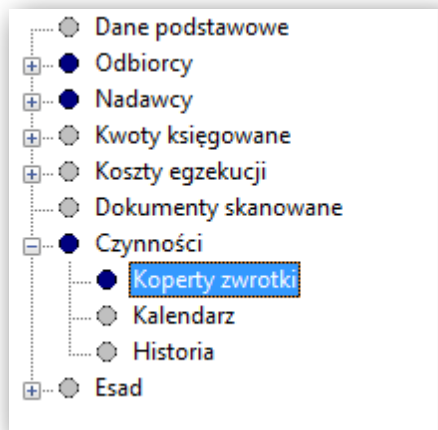 Dane podstawowe
Odbiorcy
Nadawcy
Kwoty księgowane
Koszty egzekucji
Dokumenty skanowane
Czynności
Koperty zwrotki
Kalendarz
Historia
Esad